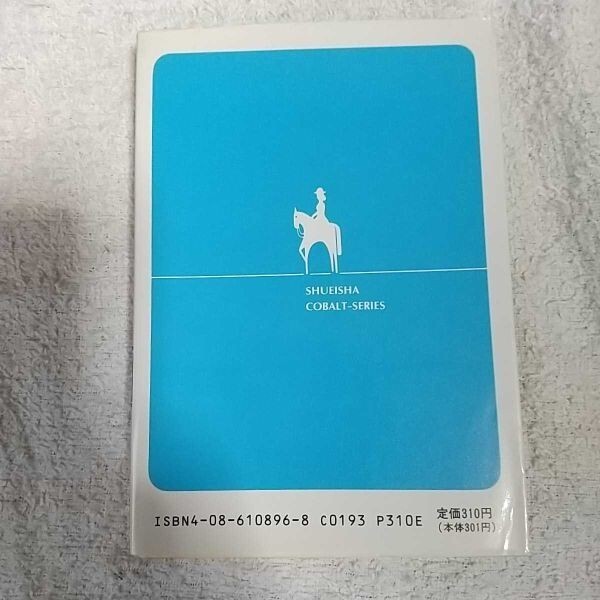 SHUEISHA
COBALT-SERIES
ISBN4-08-610896-8 C0193 P310E 定価310円
(本体301円)